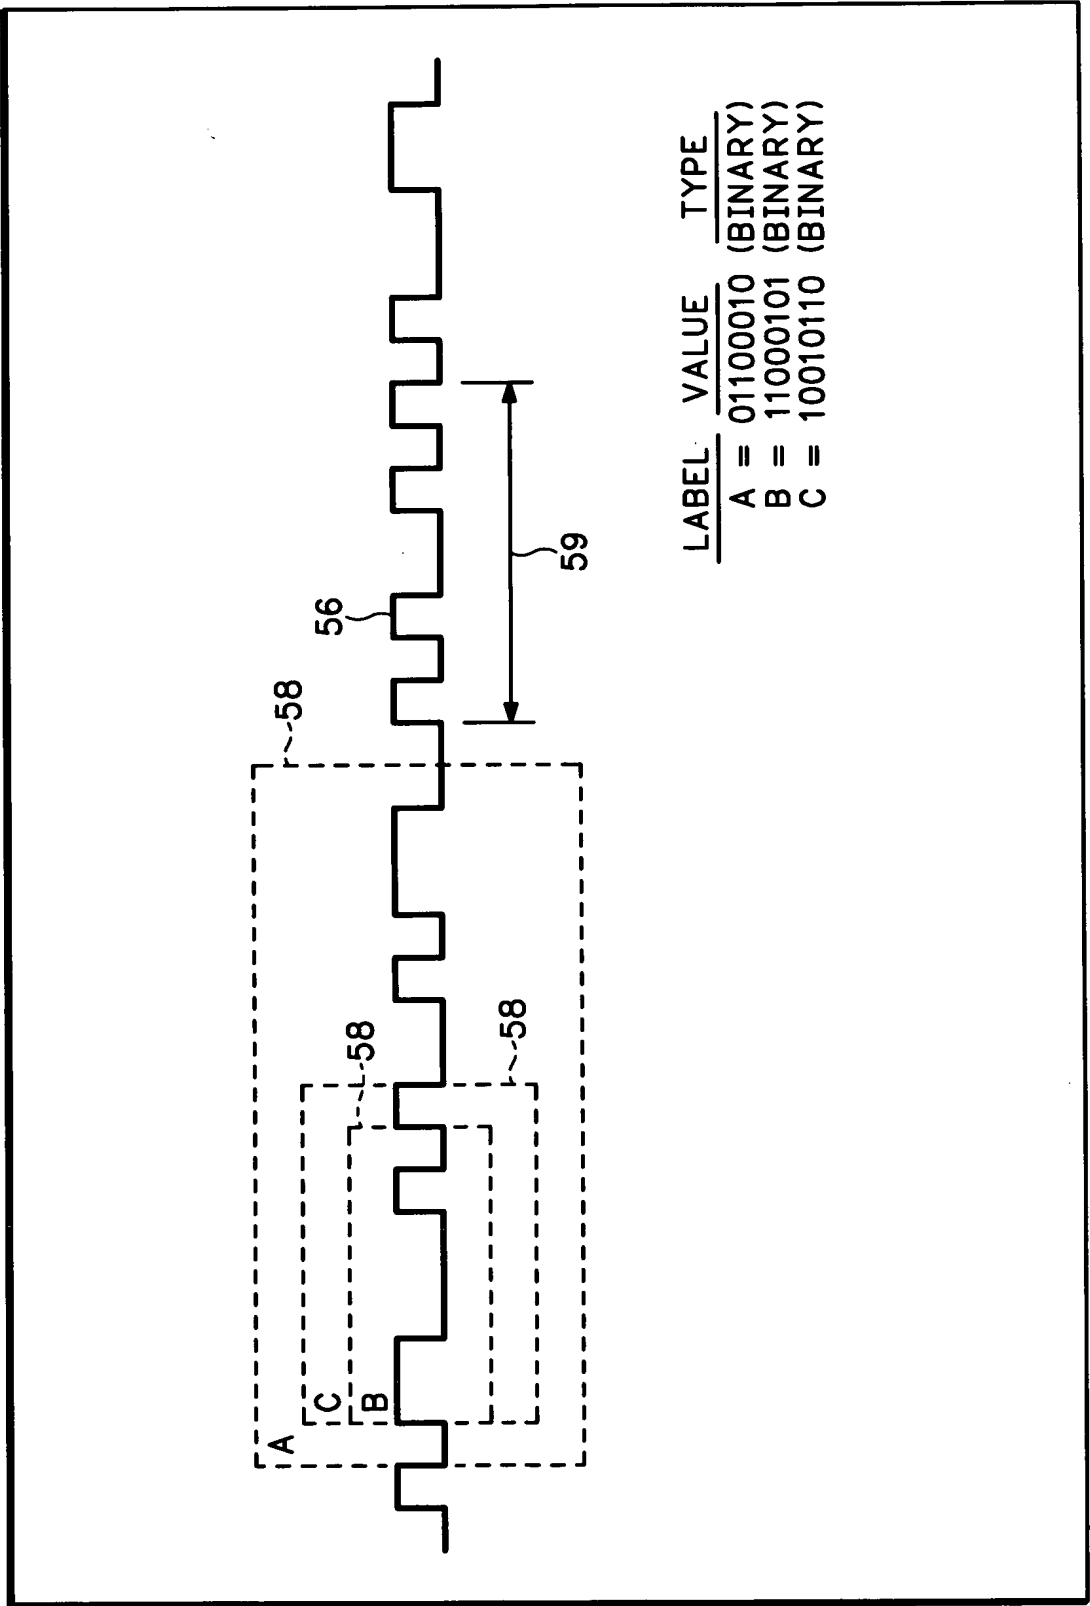 58
A
C
58
B
58
56
59
LABEL VALUE TYPE
A = 01100010 (BINARY)
B = 11000101 (BINARY)
C = 10010110 (BINARY)